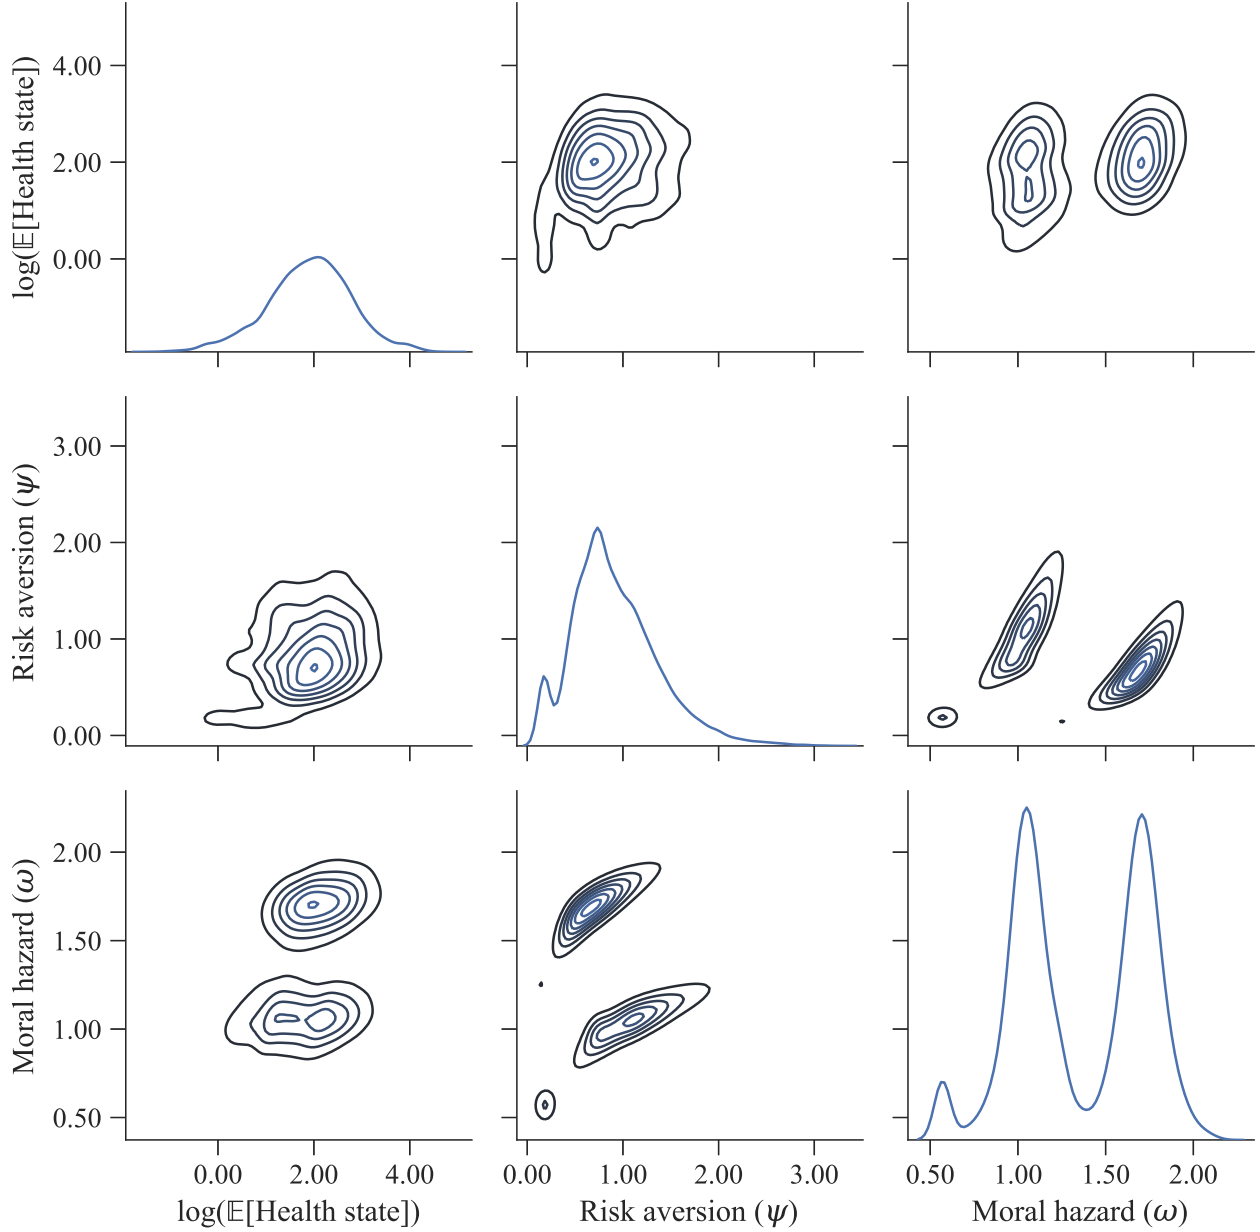 log(𝔼[Health state])
4.00
2.00
0.00
Risk aversion (ψ)
3.00
2.00
1.00
0.00
Moral hazard (ω)
2.00
1.50
1.00
0.50
0.00 2.00 4.00
0.00 1.00 2.00 3.00
0.50 1.00 1.50 2.00
log(𝔼[Health state])
Risk aversion (ψ)
Moral hazard (ω)